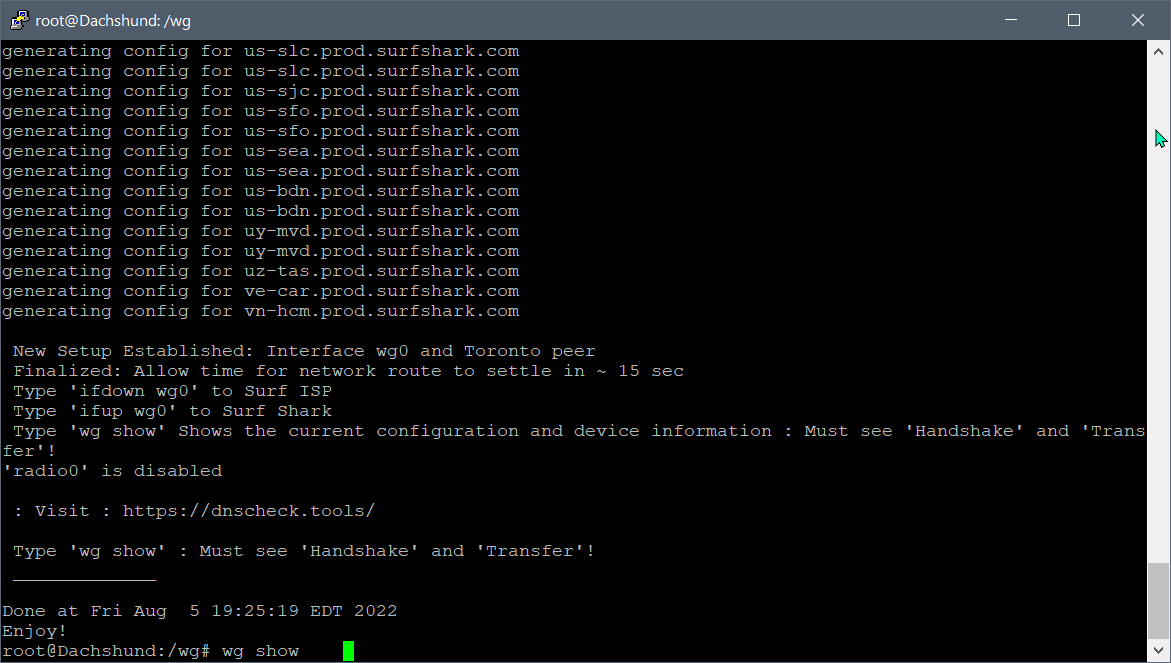 root@Dachshund: /wg
generating config for us-slc.prod.surfshark.com
generating config for us-slc.prod.surfshark.com
generating config for us-sjc.prod.surfshark.com
generating config for us-sfo.prod.surfshark.com
generating config for us-sfo.prod.surfshark.com
generating config for us-sea.prod.surfshark.com
generating config for us-sea.prod.surfshark.com
generating config for us-bdn.prod.surfshark.com
generating config for us-bdn.prod.surfshark.com
generating config for uy-mvd.prod.surfshark.com
generating config for uy-mvd.prod.surfshark.com
generating config for uz-tas.prod.surfshark.com
generating config for ve-car.prod.surfshark.com
generating config for vn-hcm.prod.surfshark.com
New Setup Established: Interface wg0 and Toronto peer
Finalized: Allow time for network route to settle in ~ 15 sec
Type 'ifdown wg0' to Surf ISP
Type 'ifup wg0' to Surf Shark
Type 'wg show' Shows the current configuration and device information : Must see 'Handshake' and 'Trans
fer'!
'radio0' is disabled
: Visit : https://dnscheck.tools/
Type 'wg show' : Must see 'Handshake' and 'Transfer'!
_____________
Done at Fri Aug  5 19:25:19 EDT 2022
Enjoy!
root@Dachshund:/wg# wg show